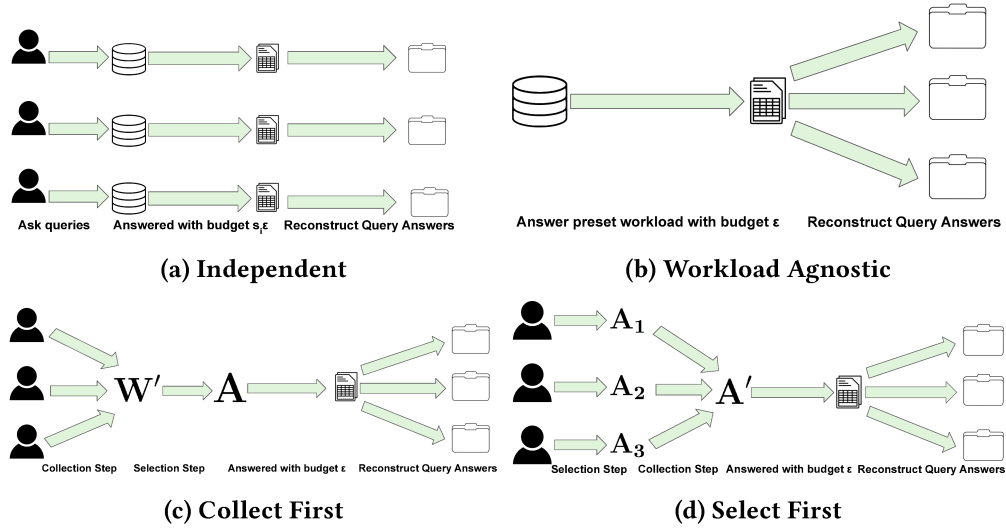 Ask queries Answered with budget sᵢε Reconstruct Query Answers
(a) Independent
Answer preset workload with budget ε Reconstruct Query Answers
(b) Workload Agnostic
W′ A
Collection Step Selection Step Answered with budget ε Reconstruct Query Answers
(c) Collect First
A₁
A₂ A′
A₃
Selection Step Collection Step Answered with budget ε Reconstruct Query Answers
(d) Select First